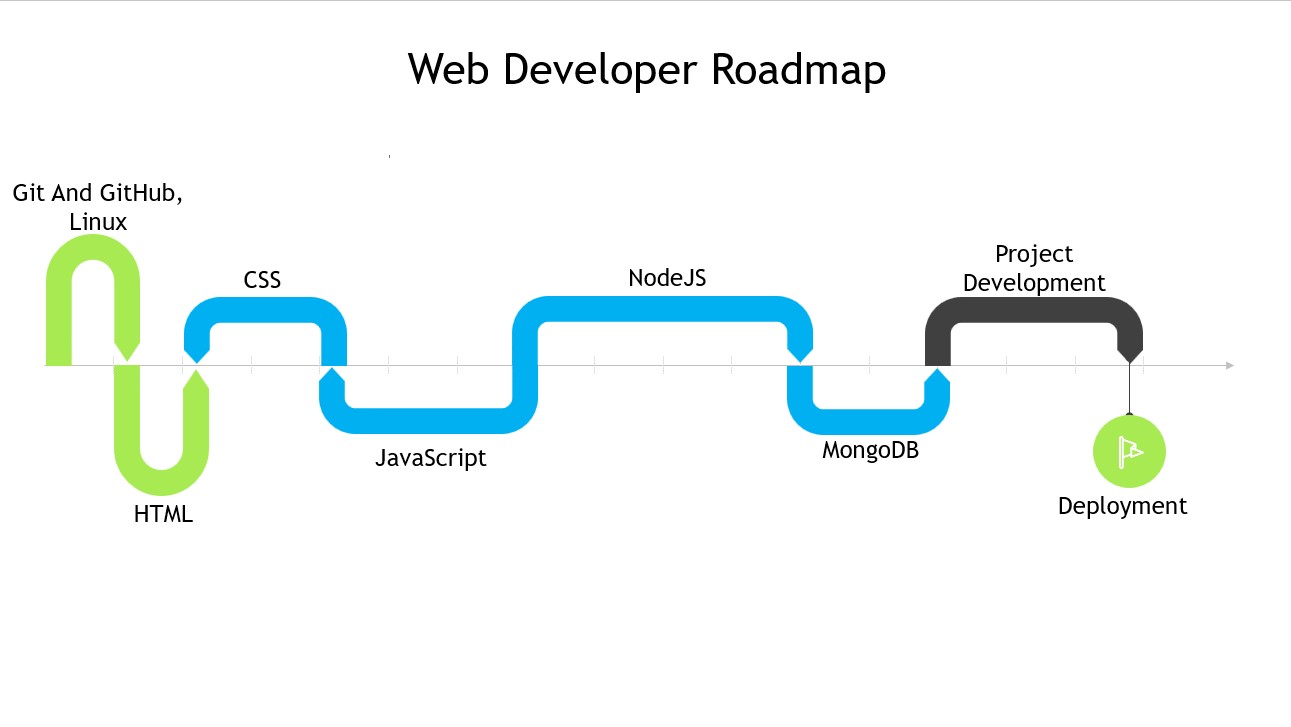 Web Developer Roadmap
Git And GitHub,
Linux
HTML
CSS
JavaScript
NodeJS
MongoDB
Project
Development
Deployment